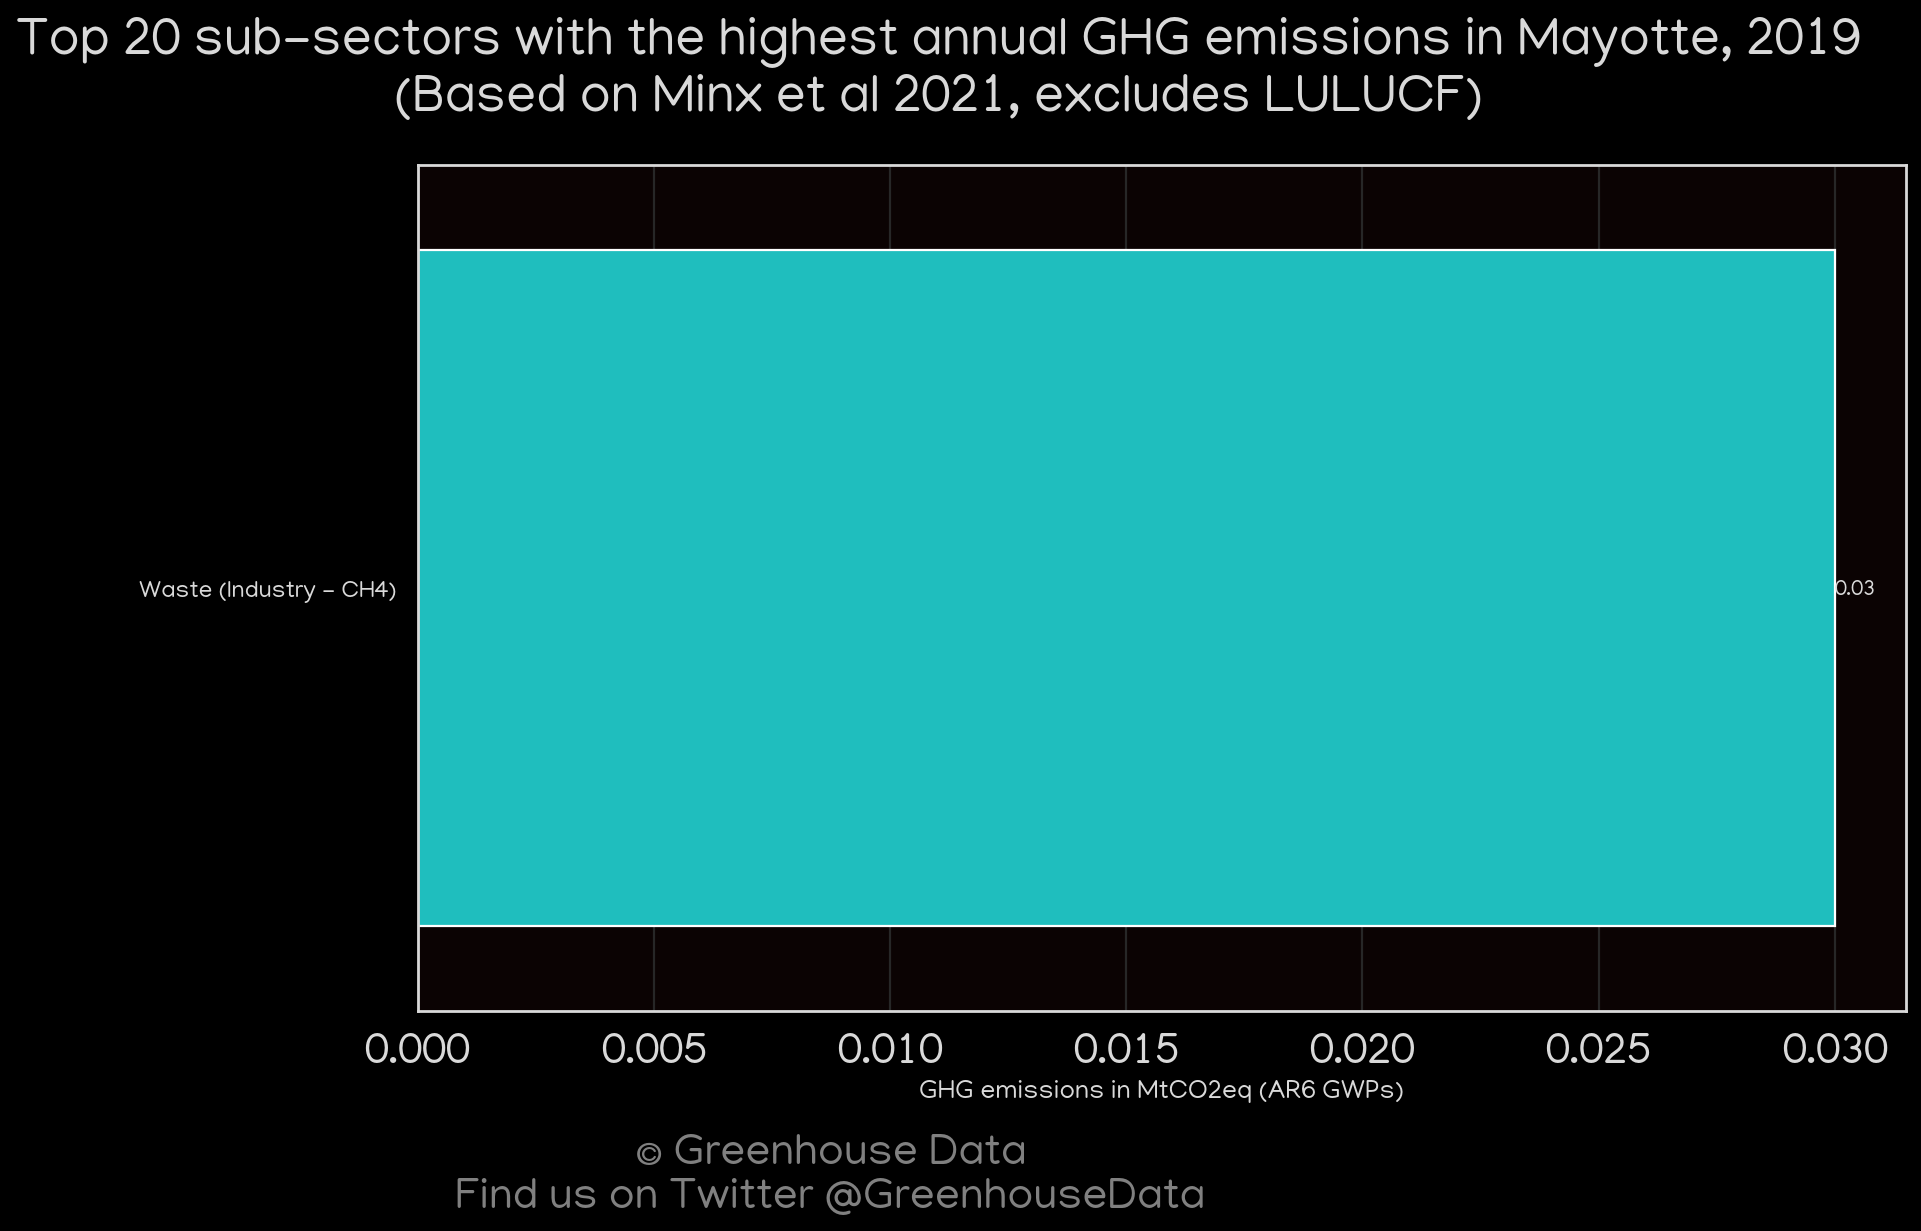 Top 20 sub-sectors with the highest annual GHG emissions in Mayotte, 2019
(Based on Minx et al 2021, excludes LULUCF)
Waste (Industry - CH4)
0.03
0.000 0.005 0.010 0.015 0.020 0.025 0.030
GHG emissions in MtCO2eq (AR6 GWPs)
© Greenhouse Data
Find us on Twitter @GreenhouseData